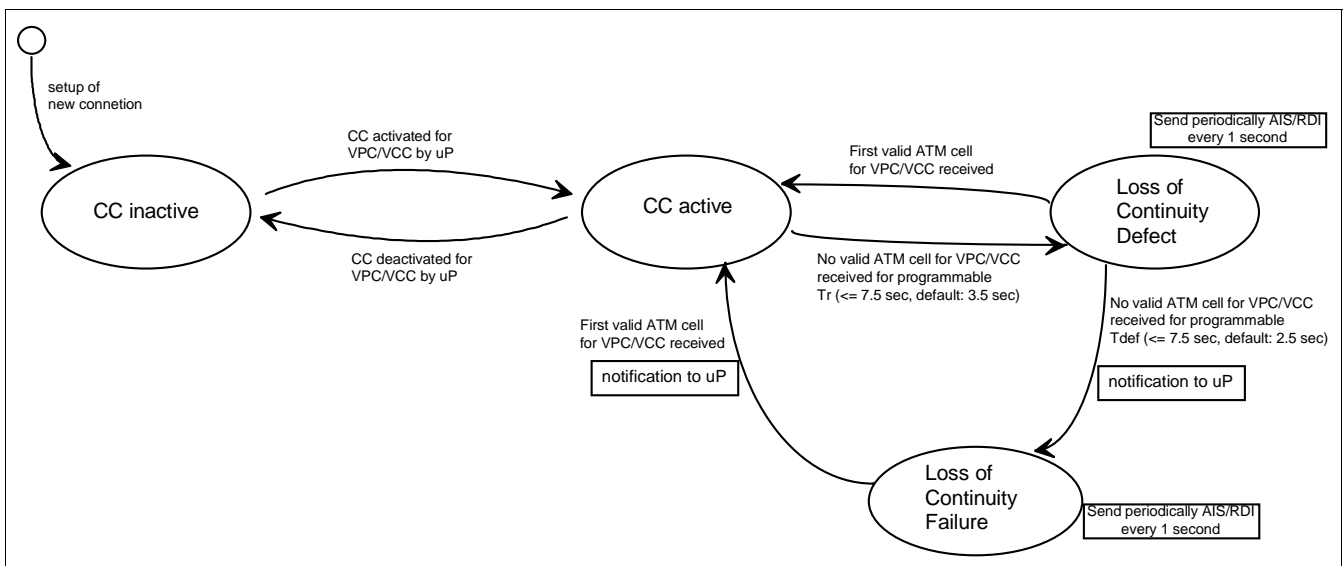 setup of
new connetion
CC inactive
CC activated for
VPC/VCC by uP
CC deactivated for
VPC/VCC by uP
CC active
First valid ATM cell
for VPC/VCC received
No valid ATM cell for VPC/VCC
received for programmable
Tr (<= 7.5 sec, default: 3.5 sec)
Send periodically AIS/RDI
every 1 second
Loss of
Continuity
Defect
No valid ATM cell for VPC/VCC
received for programmable
Tdef (<= 7.5 sec, default: 2.5 sec)
notification to uP
First valid ATM cell
for VPC/VCC received
notification to uP
Loss of
Continuity
Failure
Send periodically AIS/RDI
every 1 second